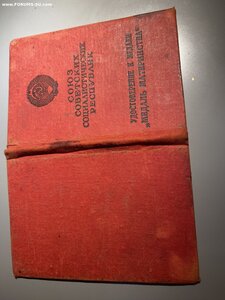 www.FORUMS-SU.com
СОЮЗ
СОВЕТСКИХ
СОЦИАЛИСТИЧЕСКИХ
РЕСПУБЛИК
УДОСТОВЕРЕНИЕ К МЕДАЛИ
„МЕДАЛЬ МАТЕРИНСТВА"